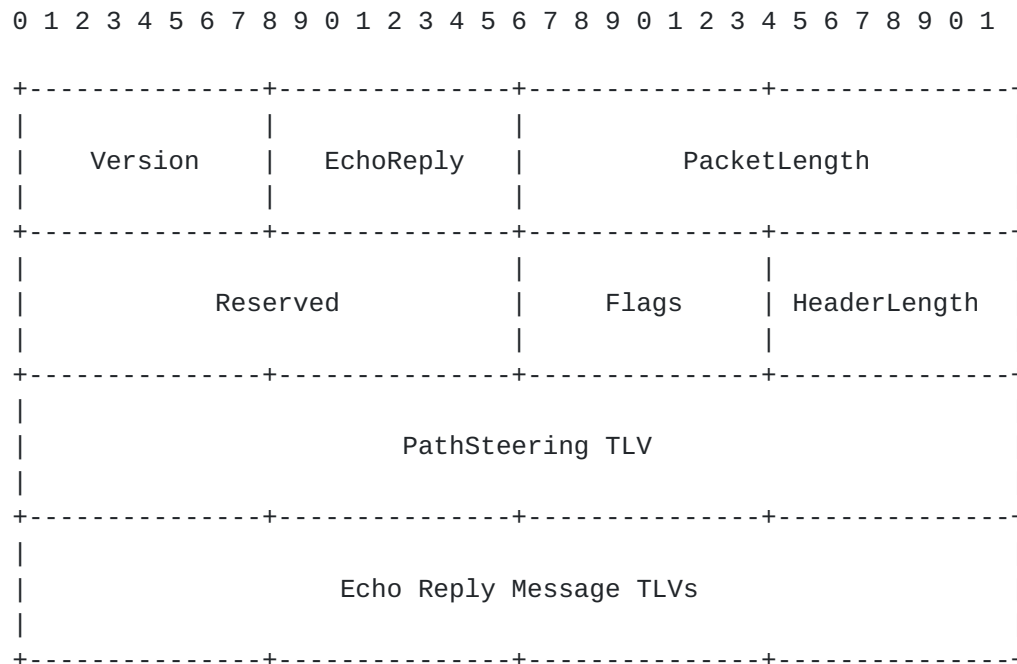 0 1 2 3 4 5 6 7 8 9 0 1 2 3 4 5 6 7 8 9 0 1 2 3 4 5 6 7 8 9 0 1
+---------------+---------------+---------------+---------------+
| | |
| Version | EchoReply | PacketLength
| | |
+---------------+---------------+---------------+---------------+
| | |
| Reserved | Flags | HeaderLength
| | |
+---------------+---------------+---------------+---------------+
|
| PathSteering TLV
|
+---------------+---------------+---------------+---------------+
|
| Echo Reply Message TLVs
|
+---------------+---------------+---------------+---------------+